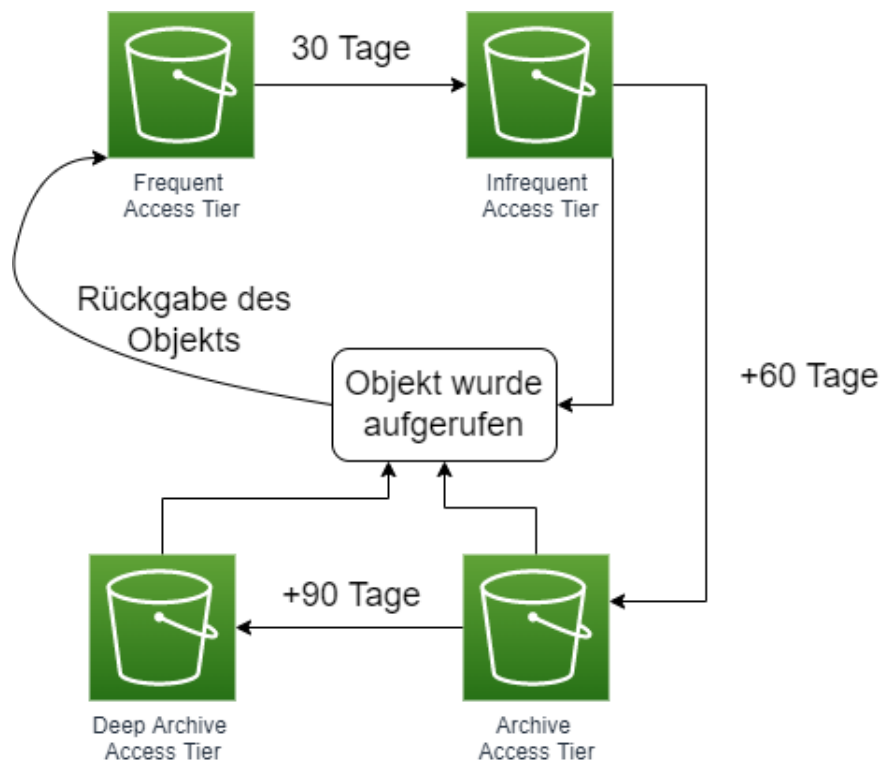 30 Tage
Frequent
Access Tier
Infrequent
Access Tier
Rückgabe des
Objekts
Objekt wurde
aufgerufen
+60 Tage
+90 Tage
Deep Archive
Access Tier
Archive
Access Tier